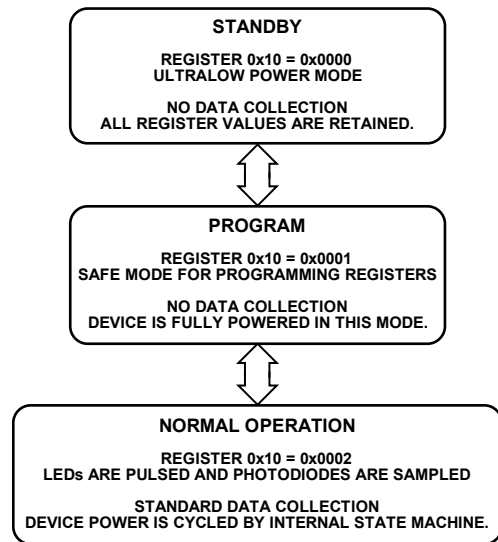 STANDBY
REGISTER 0x10 = 0x0000
ULTRALOW POWER MODE
NO DATA COLLECTION
ALL REGISTER VALUES ARE RETAINED.
PROGRAM
REGISTER 0x10 = 0x0001
SAFE MODE FOR PROGRAMMING REGISTERS
NO DATA COLLECTION
DEVICE IS FULLY POWERED IN THIS MODE.
NORMAL OPERATION
REGISTER 0x10 = 0x0002
LEDs ARE PULSED AND PHOTODIODES ARE SAMPLED
STANDARD DATA COLLECTION
DEVICE POWER IS CYCLED BY INTERNAL STATE MACHINE.